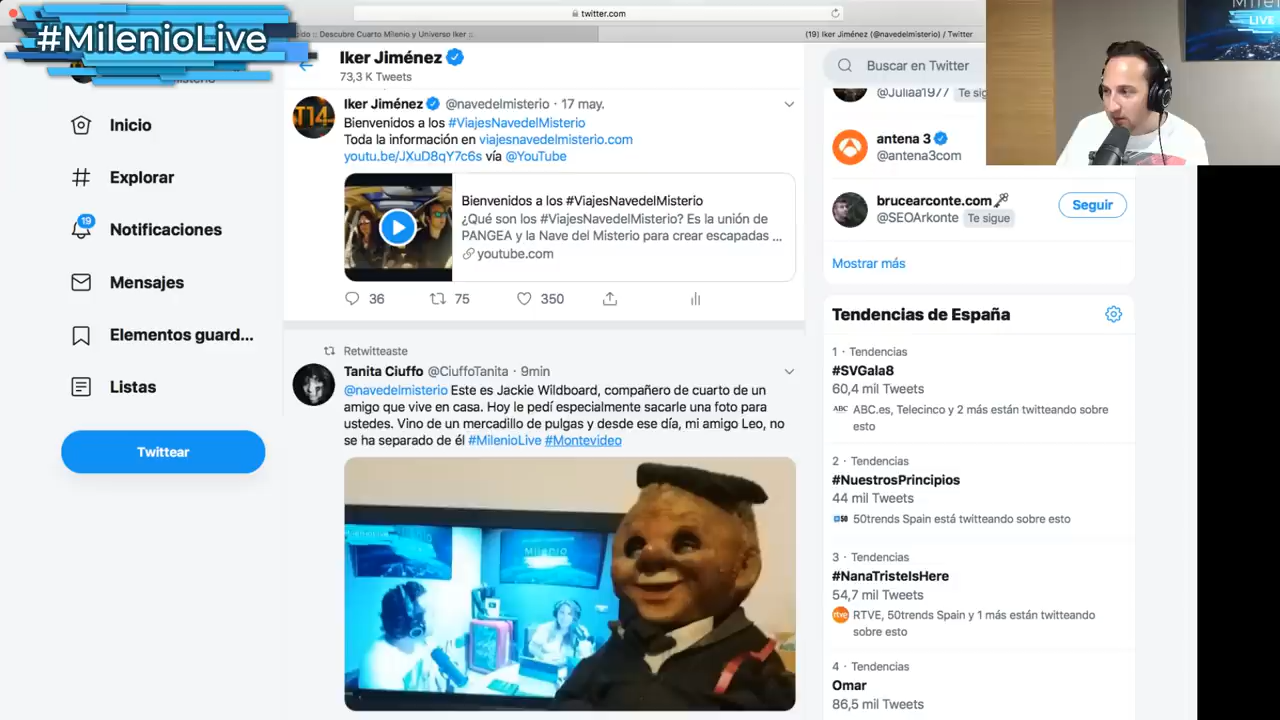 #MilenioLive
twitter.com
:: Descubre Cuarto Milenio y Universo Iker ::
(19) Iker Jiménez (@navedelmisterio) / Twitter
Milenio
LIVE
Iker Jiménez
73,3 K Tweets
Buscar en Twitter
Inicio
Explorar
19
Notificaciones
Mensajes
Elementos guard...
Listas
Twittear
T14
Iker Jiménez @navedelmisterio · 17 may.
Bienvenidos a los #ViajesNavedelMisterio
Toda la información en viajesnavedelmisterio.com
youtu.be/JXuD8qY7c6s vía @YouTube
Bienvenidos a los #ViajesNavedelMisterio
¿Qué son los #ViajesNavedelMisterio? Es la unión de
PANGEA y la Nave del Misterio para crear escapadas ...
youtube.com
36
75
350
Retwitteaste
Tanita Ciuffo @CiuffoTanita · 9min
@navedelmisterio Este es Jackie Wildboard, compañero de cuarto de un
amigo que vive en casa. Hoy le pedí especialmente sacarle una foto para
ustedes. Vino de un mercadillo de pulgas y desde ese día, mi amigo Leo, no
se ha separado de él #MilenioLive #Montevideo
Milenio
@Juliaa1977 Te sigue
antena 3
@antena3com
brucearconte.com
@SEOArkonte Te sigue
Seguir
Mostrar más
Tendencias de España
1 · Tendencias
#SVGala8
60,4 mil Tweets
ABC ABC.es, Telecinco y 2 más están twitteando sobre
esto
2 · Tendencias
#NuestrosPrincipios
44 mil Tweets
50trends Spain está twitteando sobre esto
3 · Tendencias
#NanaTristeIsHere
54,7 mil Tweets
rtve RTVE, 50trends Spain y 1 más están twitteando
sobre esto
4 · Tendencias
Omar
86,5 mil Tweets